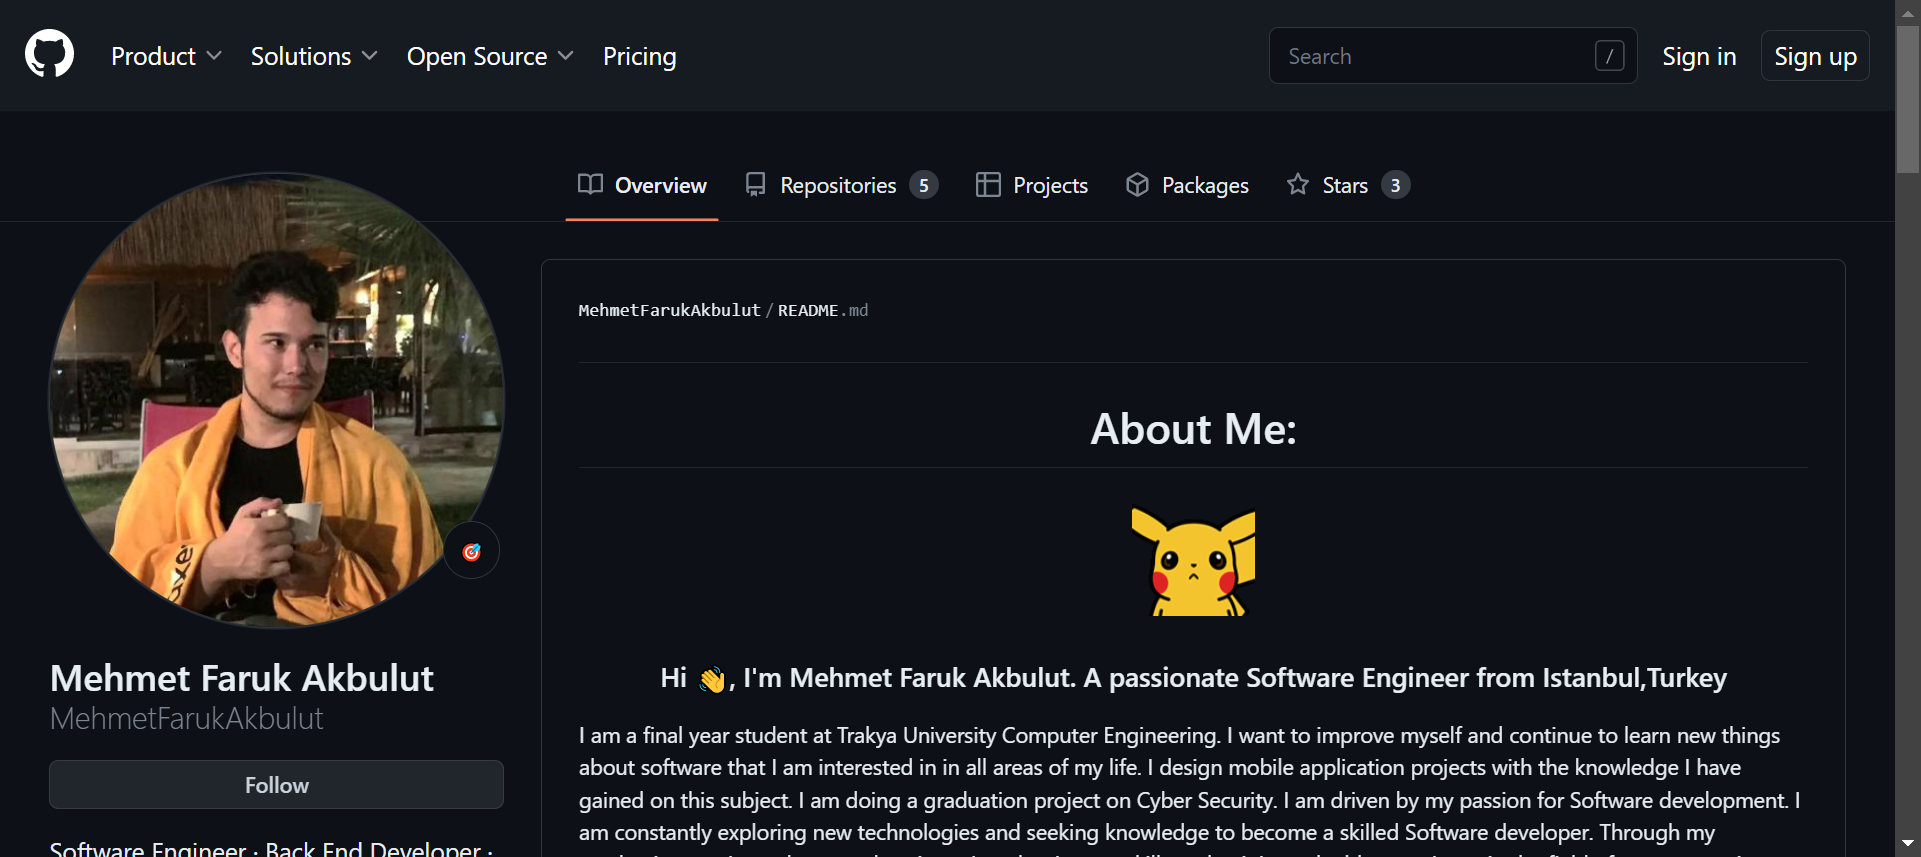 Product Solutions Open Source Pricing Search / Sign in Sign up
Overview Repositories 5 Projects Packages Stars 3
MehmetFarukAkbulut / README.md
About Me:
Hi 👋, I'm Mehmet Faruk Akbulut. A passionate Software Engineer from Istanbul,Turkey
I am a final year student at Trakya University Computer Engineering. I want to improve myself and continue to learn new things
about software that I am interested in in all areas of my life. I design mobile application projects with the knowledge I have
gained on this subject. I am doing a graduation project on Cyber Security. I am driven by my passion for Software development. I
am constantly exploring new technologies and seeking knowledge to become a skilled Software developer. Through my
Mehmet Faruk Akbulut
MehmetFarukAkbulut
Follow
Software Engineer · Back End Developer ·